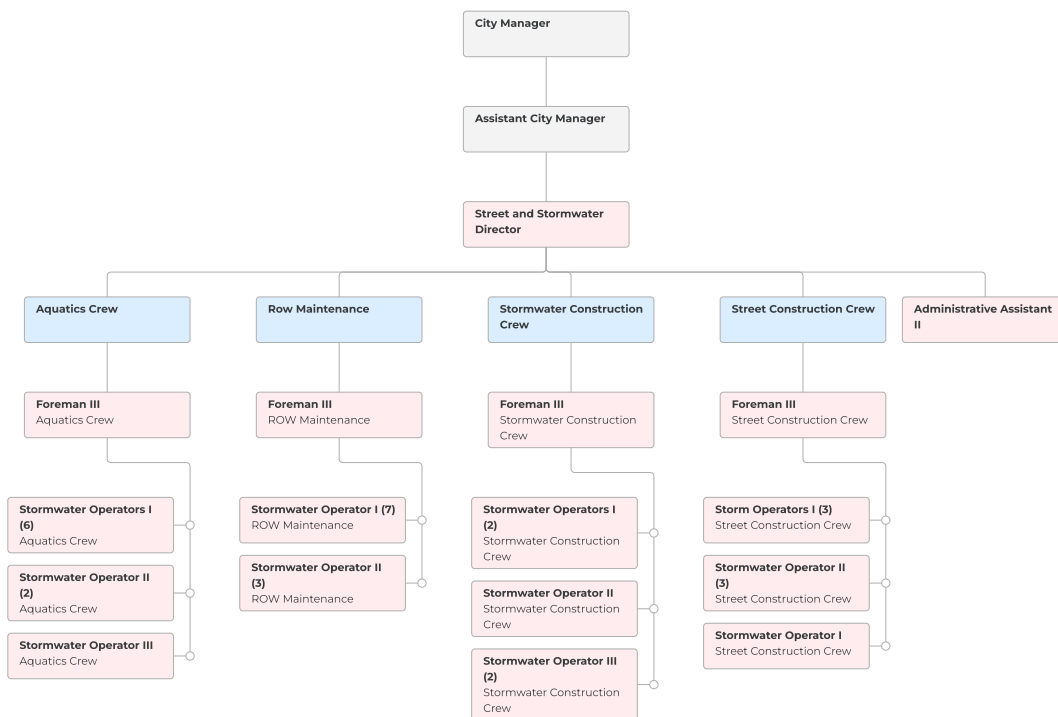 City Manager
Assistant City Manager
Street and Stormwater
Director
Aquatics Crew
Row Maintenance
Stormwater Construction
Crew
Street Construction Crew
Administrative Assistant
II
Foreman III
Aquatics Crew
Foreman III
ROW Maintenance
Foreman III
Stormwater Construction
Crew
Foreman III
Street Construction Crew
Stormwater Operators I
(6)
Aquatics Crew
Stormwater Operator II
(2)
Aquatics Crew
Stormwater Operator III
Aquatics Crew
Stormwater Operator I (7)
ROW Maintenance
Stormwater Operator II
(3)
ROW Maintenance
Stormwater Operators I
(2)
Stormwater Construction
Crew
Stormwater Operator II
Stormwater Construction
Crew
Stormwater Operator III
(2)
Stormwater Construction
Crew
Storm Operators I (3)
Street Construction Crew
Stormwater Operator II
(3)
Street Construction Crew
Stormwater Operator I
Street Construction Crew